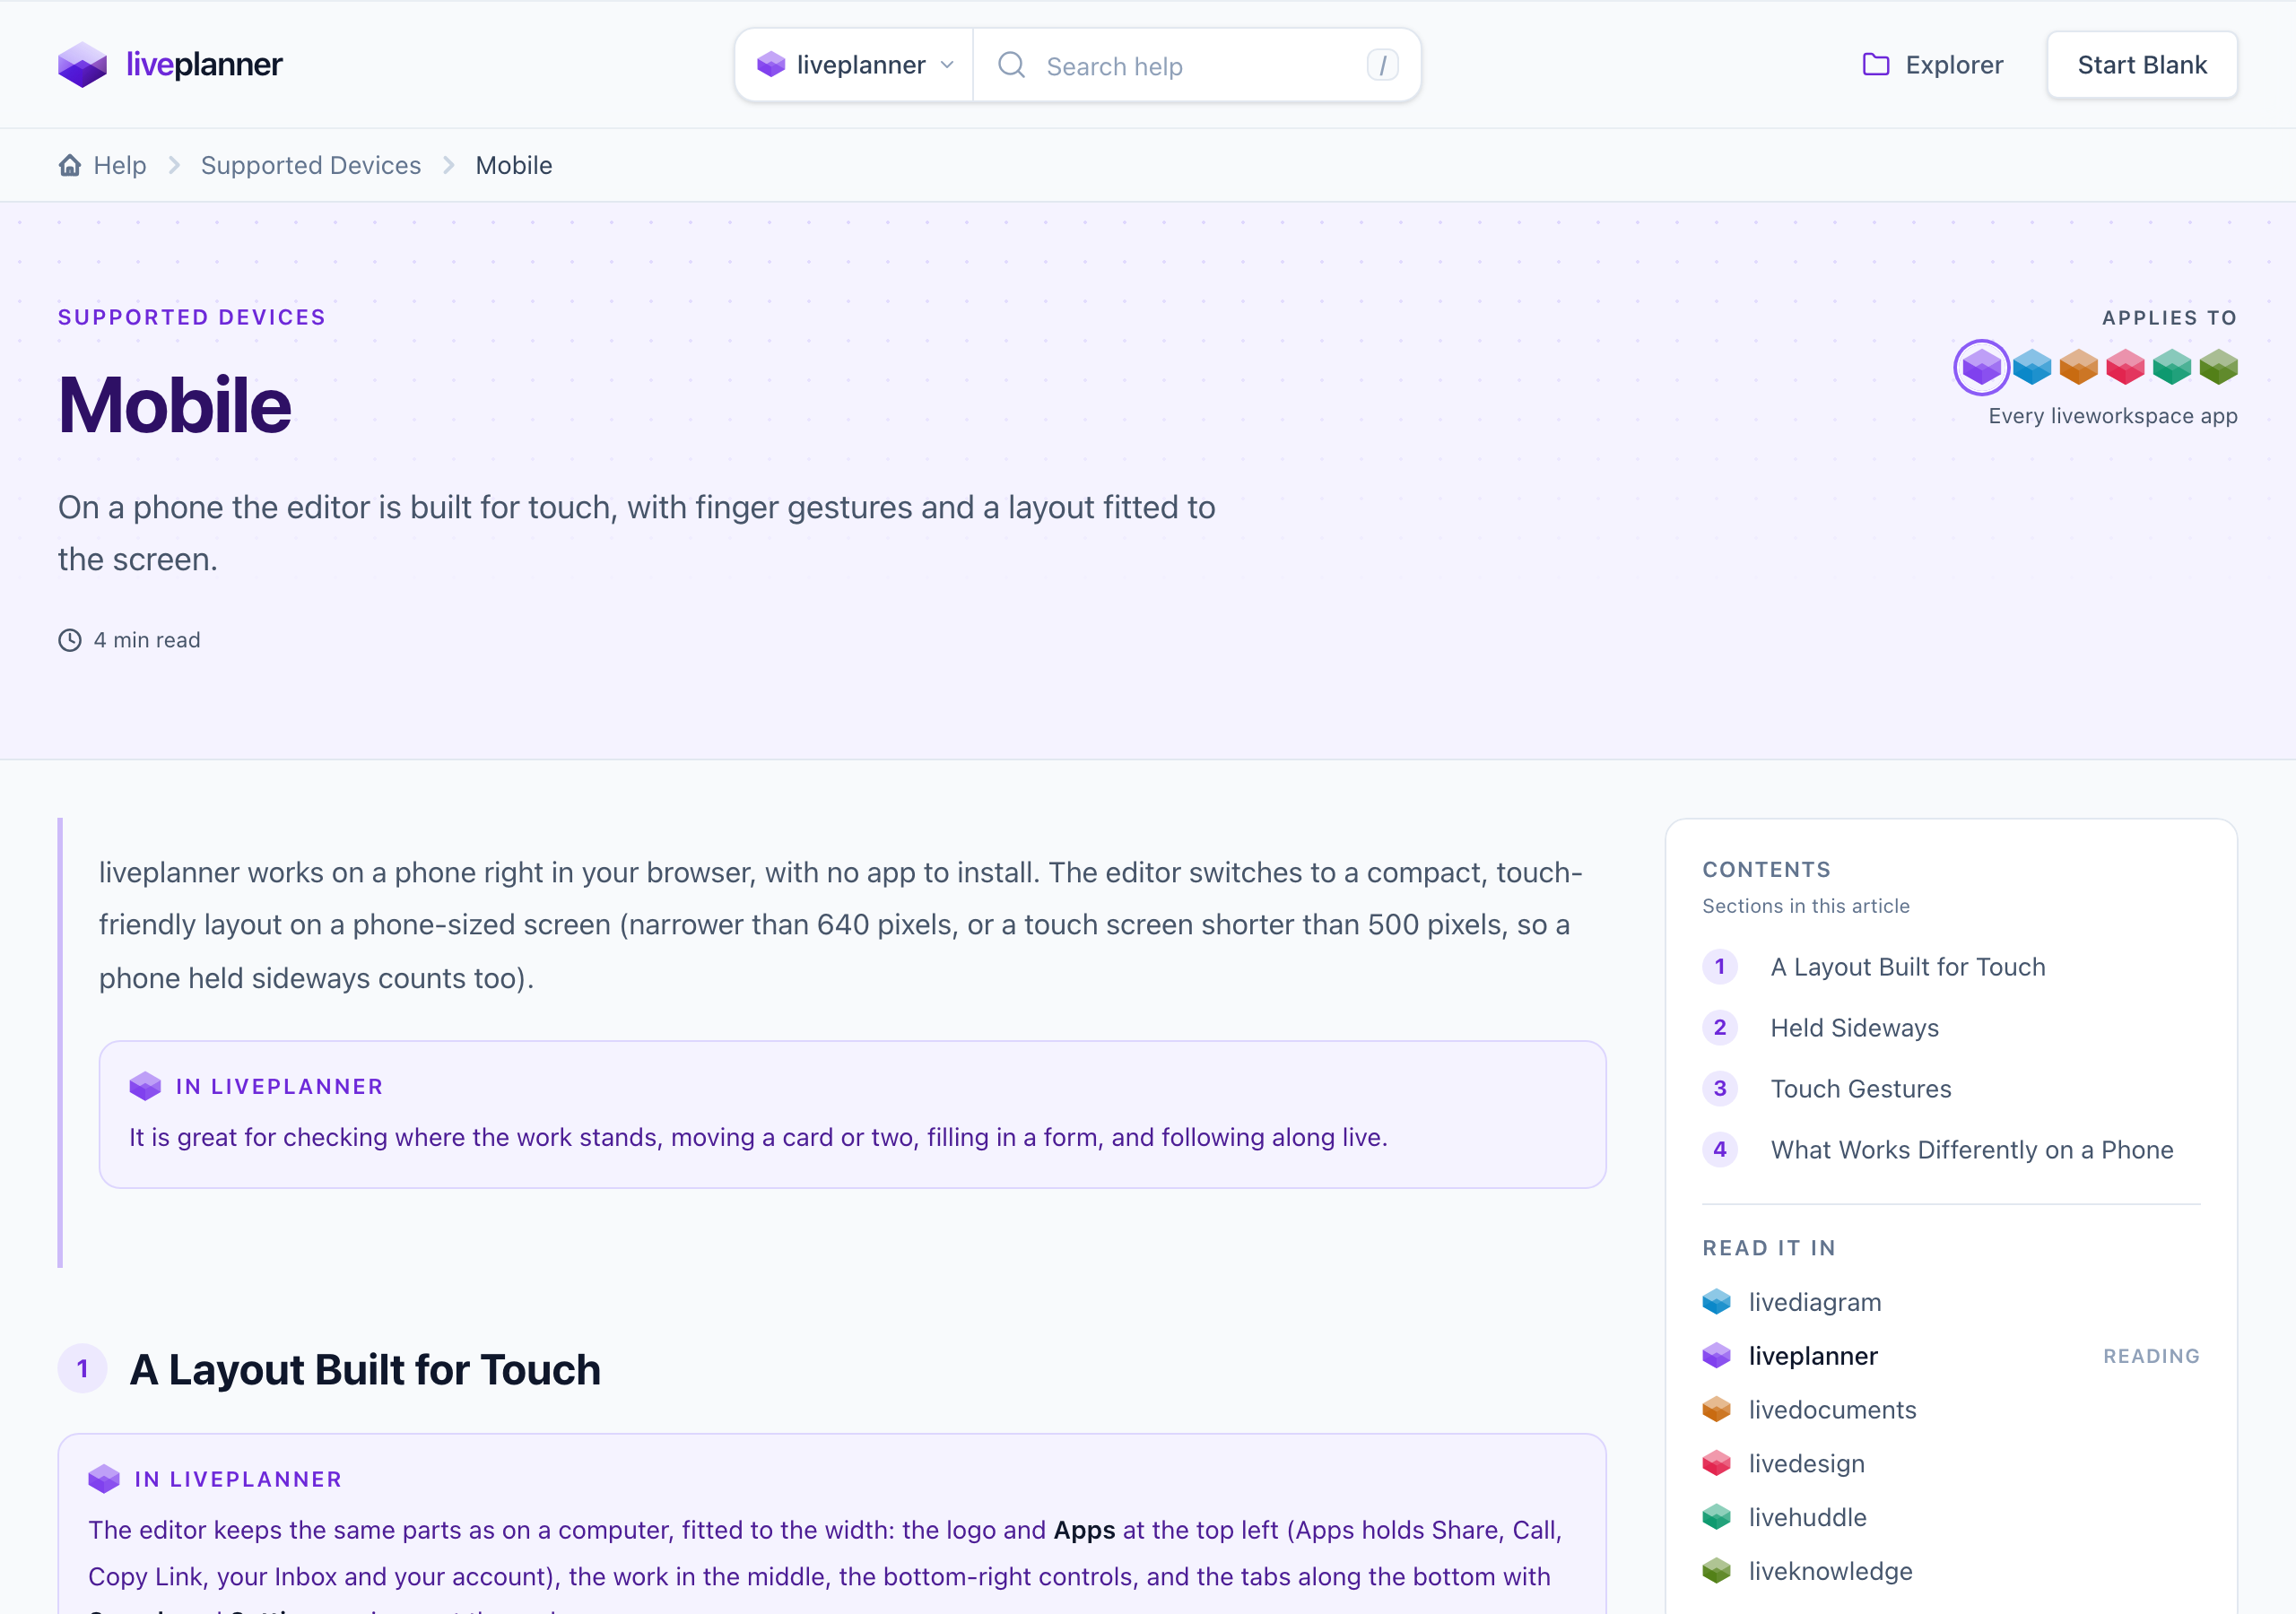 liveplanner
liveplanner
Search help
/
Explorer
Start Blank
Help
Supported Devices
Mobile
SUPPORTED DEVICES
APPLIES TO
Mobile
Every liveworkspace app
On a phone the editor is built for touch, with finger gestures and a layout fitted to
the screen.
4 min read
liveplanner works on a phone right in your browser, with no app to install. The editor switches to a compact, touch-
friendly layout on a phone-sized screen (narrower than 640 pixels, or a touch screen shorter than 500 pixels, so a
phone held sideways counts too).
IN LIVEPLANNER
It is great for checking where the work stands, moving a card or two, filling in a form, and following along live.
1 A Layout Built for Touch
IN LIVEPLANNER
The editor keeps the same parts as on a computer, fitted to the width: the logo and Apps at the top left (Apps holds Share, Call,
Copy Link, your Inbox and your account), the work in the middle, the bottom-right controls, and the tabs along the bottom with
CONTENTS
Sections in this article
1 A Layout Built for Touch
2 Held Sideways
3 Touch Gestures
4 What Works Differently on a Phone
READ IT IN
livediagram
liveplanner READING
livedocuments
livedesign
livehuddle
liveknowledge